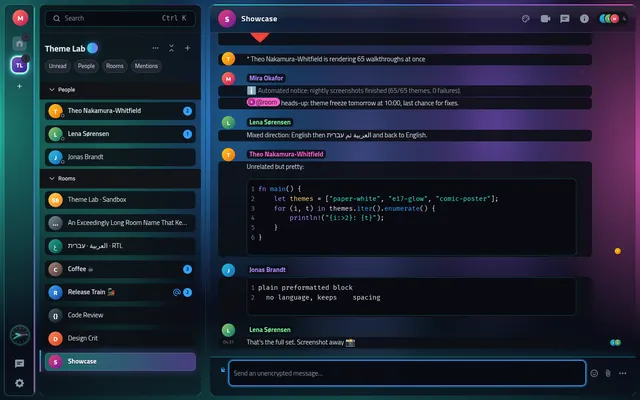 M
TL
Search
Ctrl K
Theme Lab
Unread
People
Rooms
Mentions
People
Theo Nakamura-Whitfield
2
Lena Sørensen
1
Jonas Brandt
Rooms
Theme Lab · Sandbox
An Exceedingly Long Room Name That Ke...
עברית · العربية · RTL
Coffee ☕
3
Release Train 🚂
2
Code Review
Design Crit
Showcase
S
Showcase
* Theo Nakamura-Whitfield is rendering 65 walkthroughs at once
Mira Okafor
Automated notice: nightly screenshots finished (65/65 themes, 0 failures).
@room heads-up: theme freeze tomorrow at 10:00, last chance for fixes.
Lena Sørensen
Mixed direction: English then العربية ثم עברית and back to English.
Theo Nakamura-Whitfield
Unrelated but pretty:
1 fn main() {
2     let themes = ["paper-white", "e17-glow", "comic-poster"];
3     for (i, t) in themes.iter().enumerate() {
4         println!("{i:>2}: {t}");
5     }
6 }
Jonas Brandt
1 plain preformatted block
2   no language, keeps    spacing
Lena Sørensen
That's the full set. Screenshot away 📸
Send an unencrypted message...